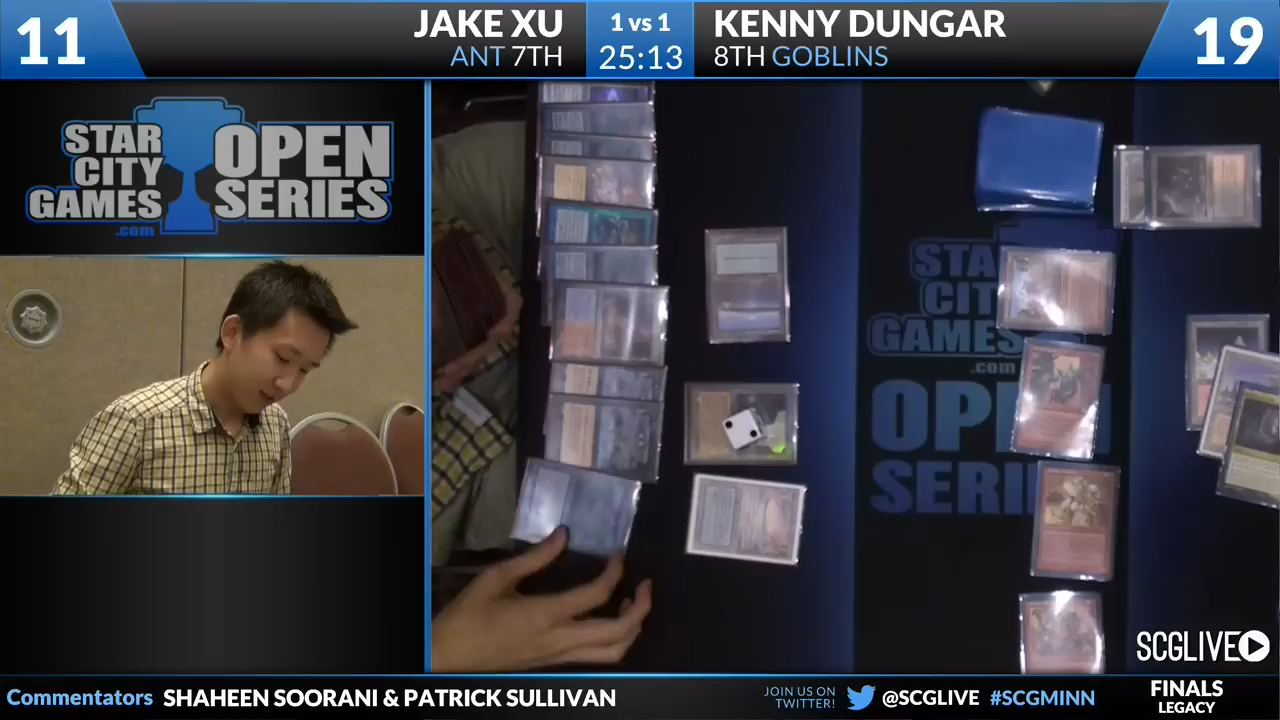 11
JAKE XU
ANT 7TH
1 vs 1
25:13
KENNY DUNGAR
8TH GOBLINS
19
STAR
CITY
GAMES
.com
OPEN
SERIES
STA
CIT
GAMES
.com
OP
SERI
SCGLIVE
Commentators SHAHEEN SOORANI & PATRICK SULLIVAN
JOIN US ON
TWITTER!
@SCGLIVE #SCGMINN
FINALS
LEGACY